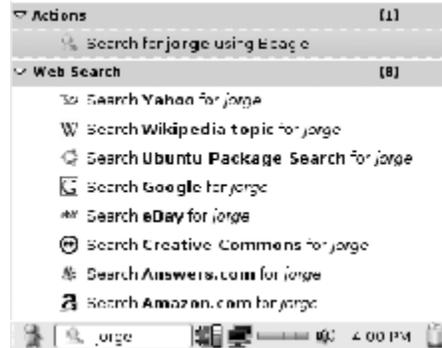 Actions [1]
Search for jorge using Beagle
Web Search [8]
Search Yahoo for jorge
W Search Wikipedia topic for jorge
Search Ubuntu Package Search for jorge
G Search Google for jorge
Search eBay for jorge
Search Creative Commons for jorge
Search Answers.com for jorge
a Search Amazon.com for jorge
jorge 4:00 PM